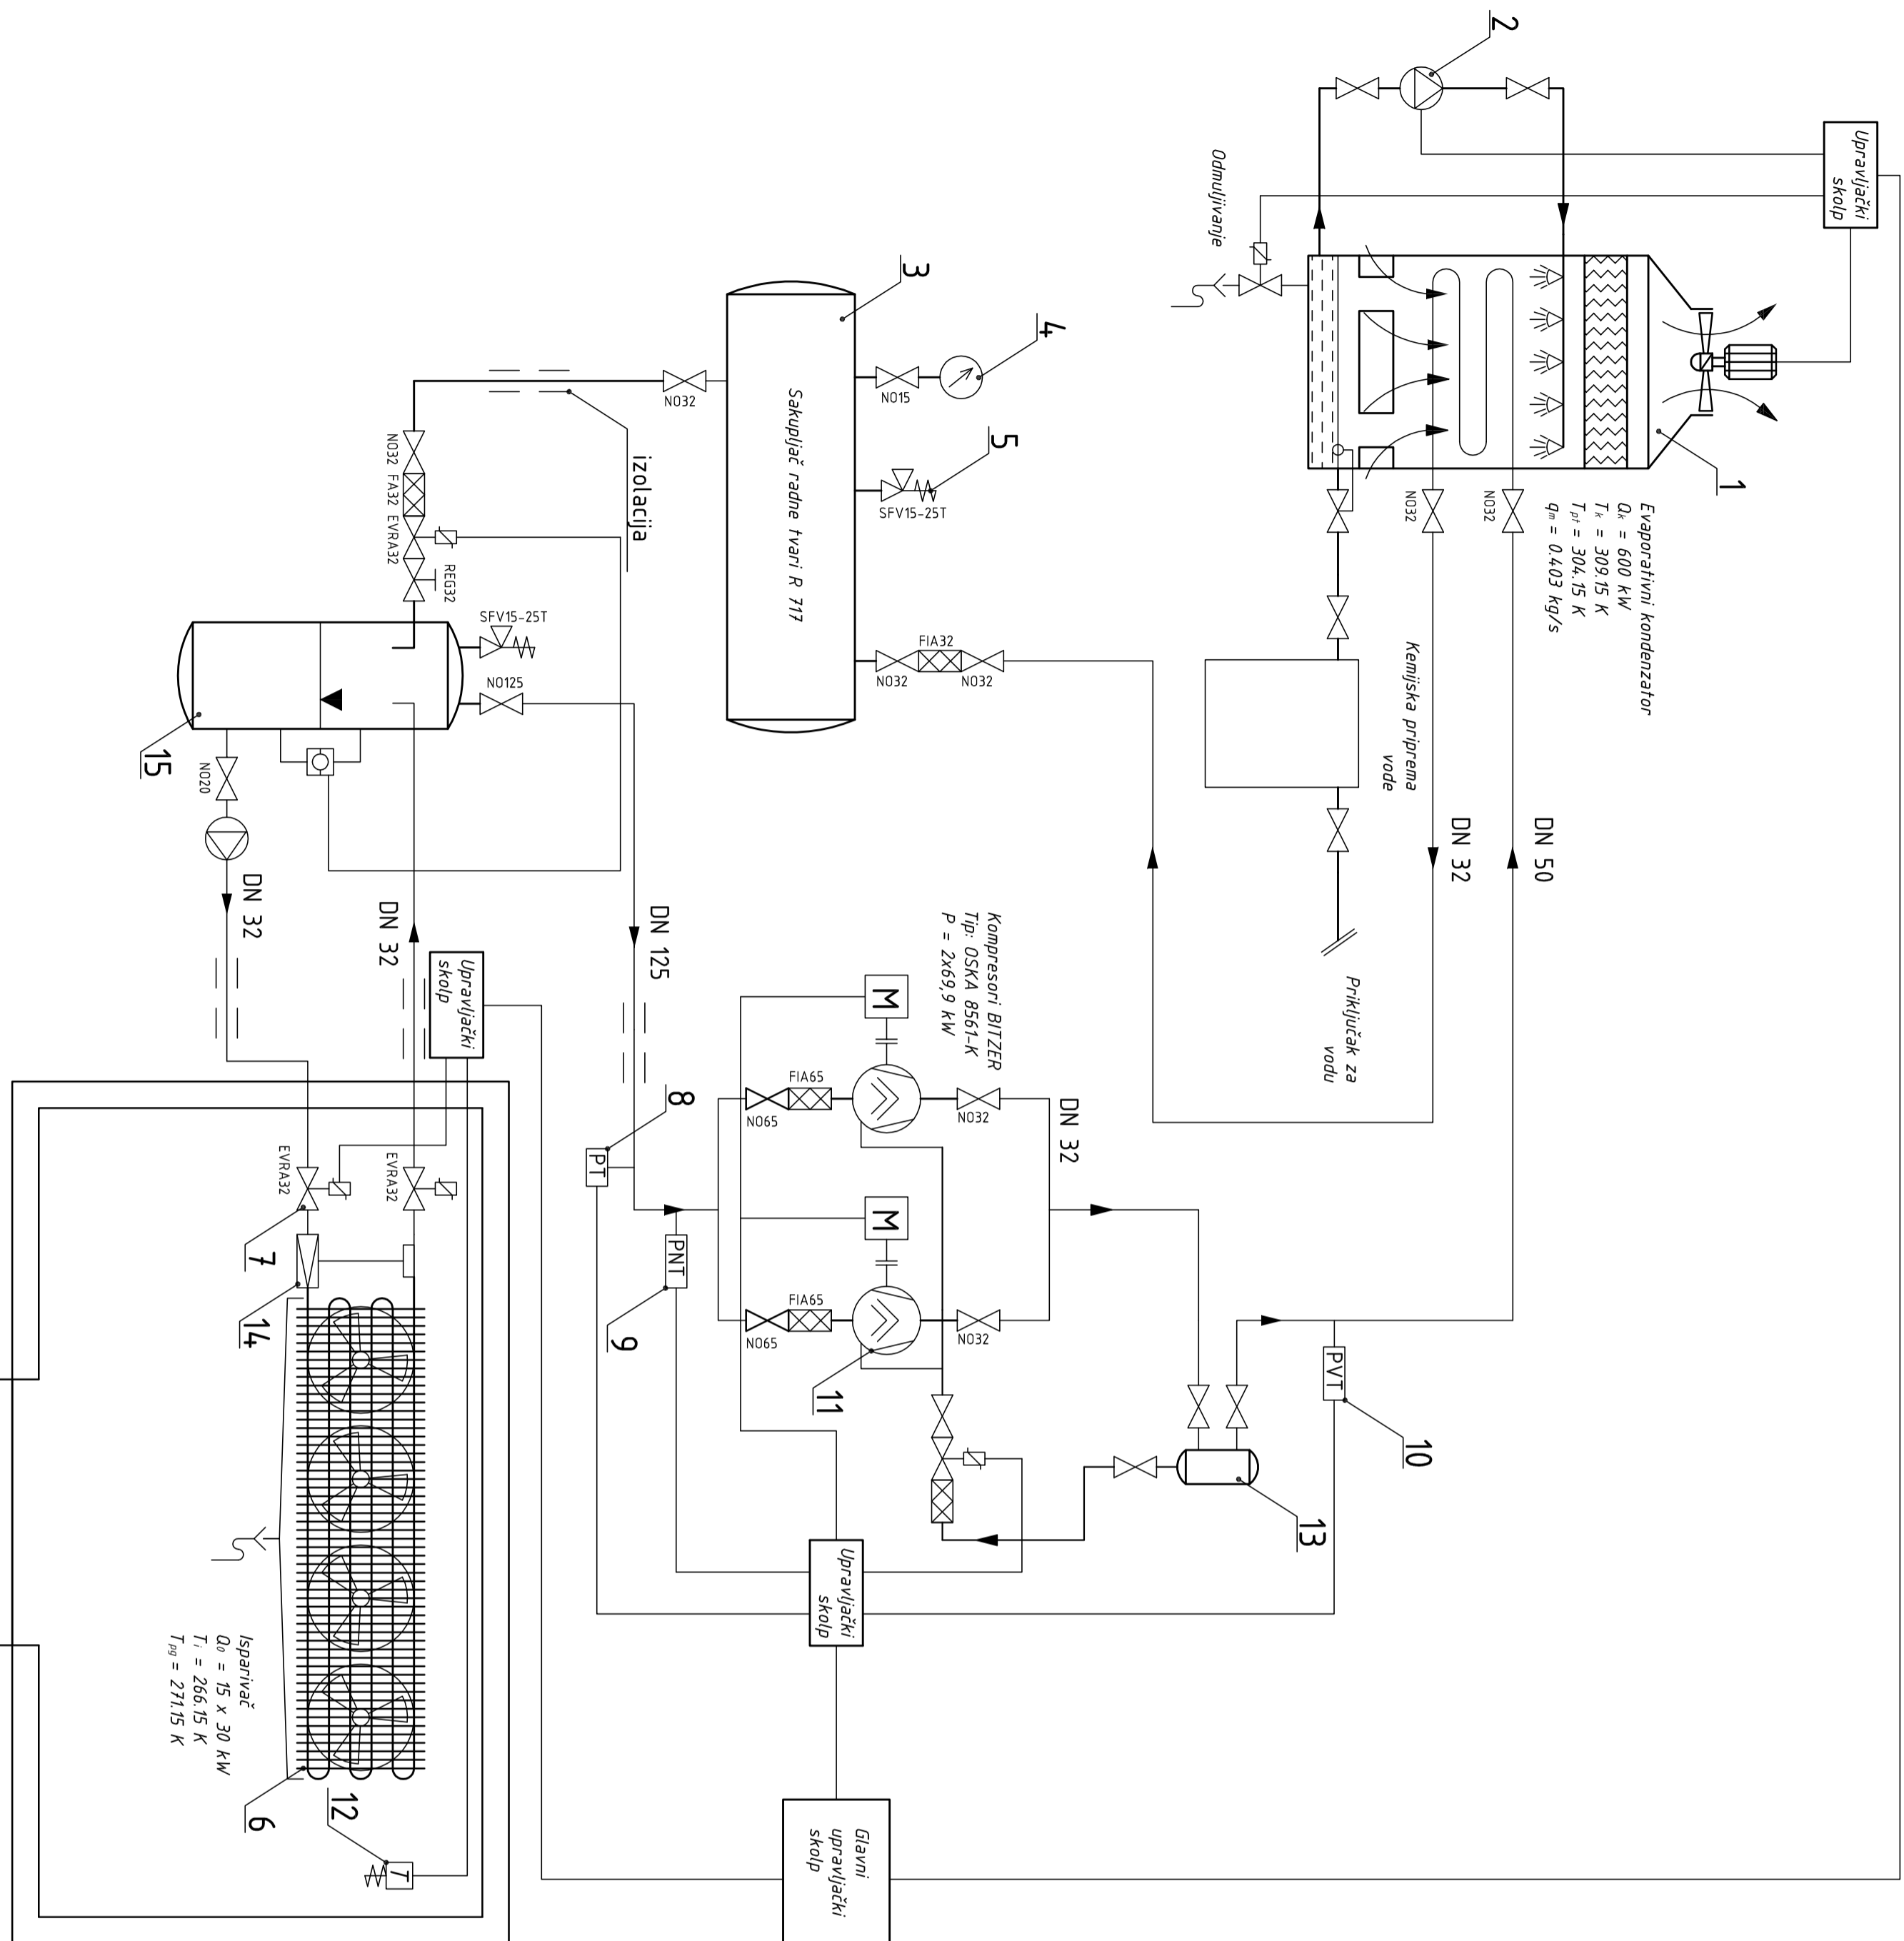 2
Upravljački
skolp
Odmuljivanje
1
Evaporativni kondenzator
Qk = 600 kW
Tk = 309.15 K
Tpt = 304.15 K
qm = 0.403 kg/s
NO32
NO32
Kemijska priprema
vode
DN 50
DN 32
Priključak za
vodu
3
4
5
NO15
SFV15-25T
Sakupljač radne tvari R 717
NO32
FIA32
NO32
NO32
izolacija
NO32 FA32 EVRA32
REG32
SFV15-25T
NO125
15
NO20
DN 32
DN 32
DN 125
Kompresori BITZER
Tip: OSKA 8561-K
P = 2x69,9 kW
M
FIA65
NO65
NO32
DN 32
M
FIA65
NO65
NO32
8
PT
PNT
9
11
PVT
10
13
Upravljački
skolp
Upravljački
skolp
Glavni
upravljački
skolp
EVRA32
EVRA32
7
14
Isparivač
Q0 = 15 x 30 kW
Ti = 266.15 K
Tpg = 271.15 K
12
6
T